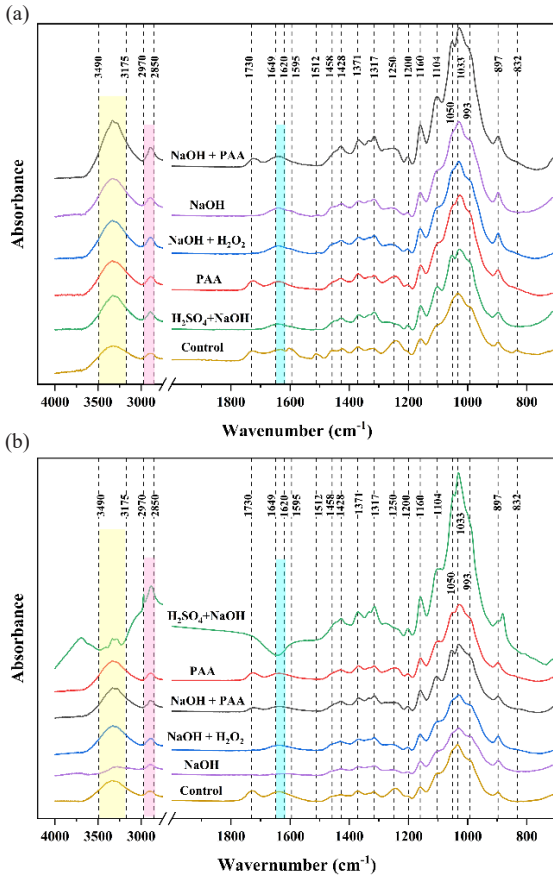 (a)
3490
3175
2970
2850
1730
1649
1620
1595
1512
1458
1428
1371
1317
1250
1200
1160
1104
1050
1033
993
897
832
NaOH + PAA
NaOH
NaOH + H₂O₂
PAA
H₂SO₄+NaOH
Control
Absorbance
4000 3500 3000 1800 1600 1400 1200 1000 800
Wavenumber (cm⁻¹)
(b)
3490
3175
2970
2850
1730
1649
1620
1595
1512
1458
1428
1371
1317
1250
1200
1160
1104
1050
1033
993
897
832
H₂SO₄+NaOH
PAA
NaOH + PAA
NaOH + H₂O₂
NaOH
Control
Absorbance
4000 3500 3000 1800 1600 1400 1200 1000 800
Wavernumber (cm⁻¹)